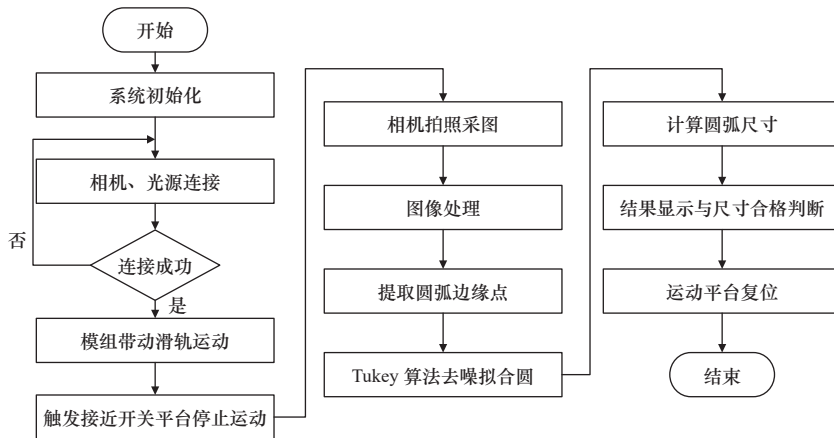 开始
系统初始化
相机、光源连接
否
连接成功
是
模组带动滑轨运动
触发接近开关平台停止运动
相机拍照采图
图像处理
提取圆弧边缘点
Tukey 算法去噪拟合圆
计算圆弧尺寸
结果显示与尺寸合格判断
运动平台复位
结束